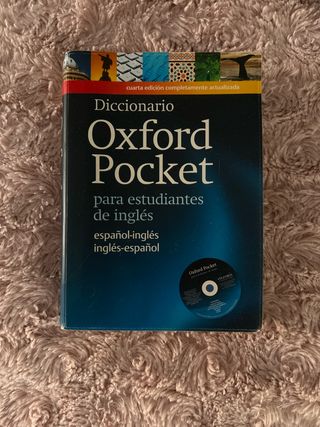 cuarta edición completamente actualizada
Diccionario
Oxford
Pocket
para estudiantes
de inglés
español-inglés
inglés-español
Oxford Pocket